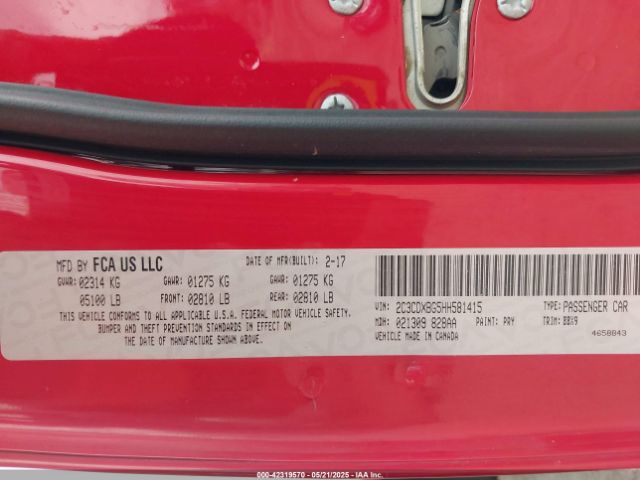 MFD BY FCA US LLC
DATE OF MFR(BUILT): 2-17
GVWR: 02314 KG GAWR: 01275 KG GAWR: 01275 KG
05100 LB FRONT: 02810 LB REAR: 02810 LB
THIS VEHICLE CONFORMS TO ALL APPLICABLE U.S.A. FEDERAL MOTOR VEHICLE SAFETY,
BUMPER AND THEFT PREVENTION STANDARDS IN EFFECT ON
THE DATE OF MANUFACTURE SHOWN ABOVE.
VIN: 2C3CDXBG5HH581415 TYPE: PASSENGER CAR
MDH: 021309 828AA PAINT: PRY TRIM: BBX9
VEHICLE MADE IN CANADA 4658843
000-42319570 - 05/21/2025 - IAA Inc.